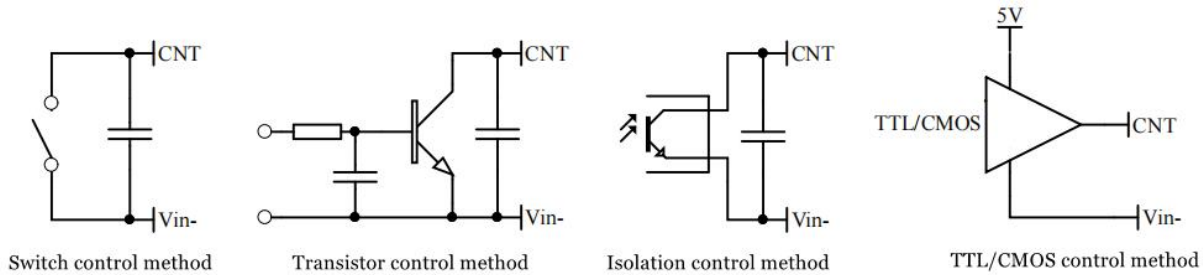 5V
CNT
CNT
CNT
TTL/CMOS
CNT
Vin-
Vin-
Vin-
Vin-
Switch control method
Transistor control method
Isolation control method
TTL/CMOS control method